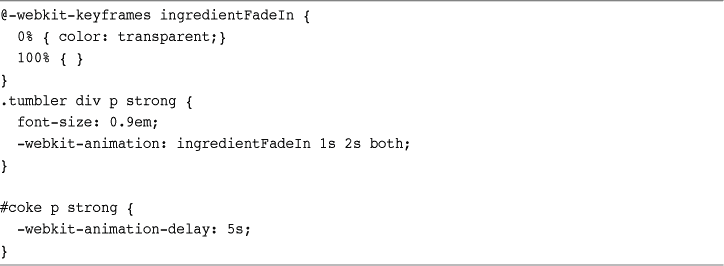 @-webkit-keyframes ingredientFadeIn {
  0% { color: transparent;}
  100% { }
}
.tumbler div p strong {
  font-size: 0.9em;
  -webkit-animation: ingredientFadeIn 1s 2s both;
}

#coke p strong {
  -webkit-animation-delay: 5s;
}